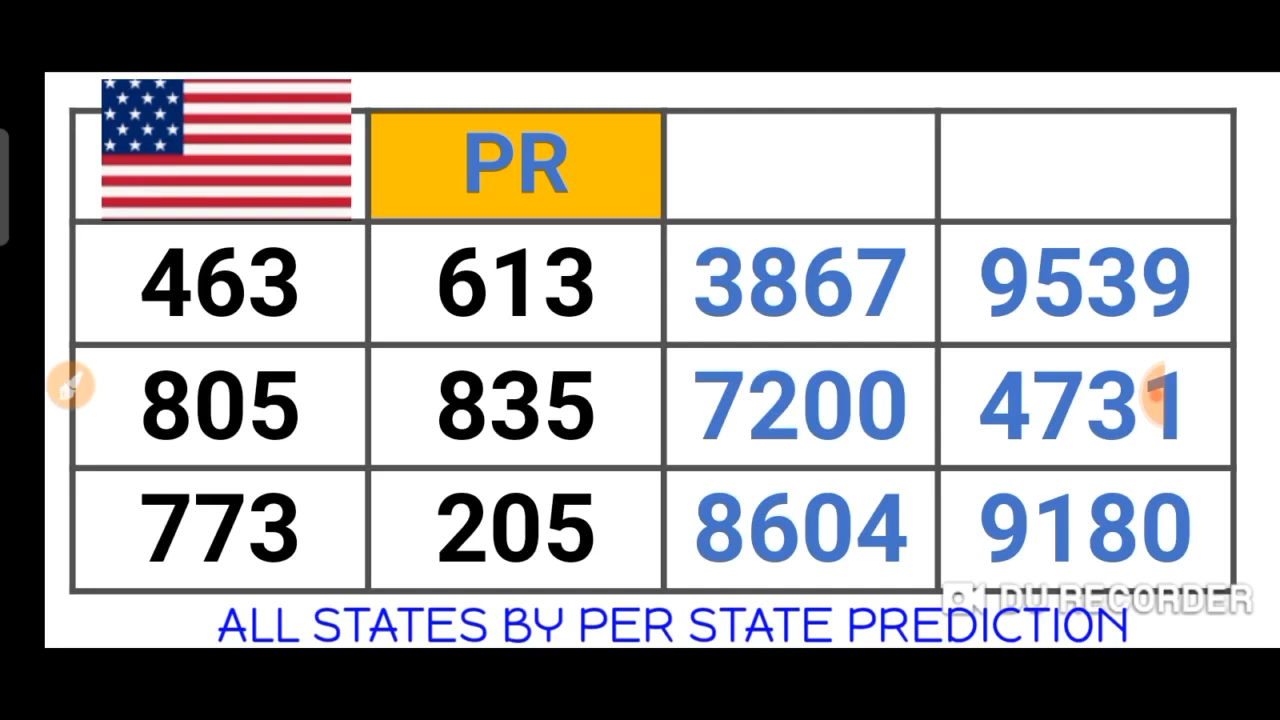 PR
463 613 3867 9539
805 835 7200 4731
773 205 8604 9180
DU RECORDER
ALL STATES BY PER STATE PREDICTION